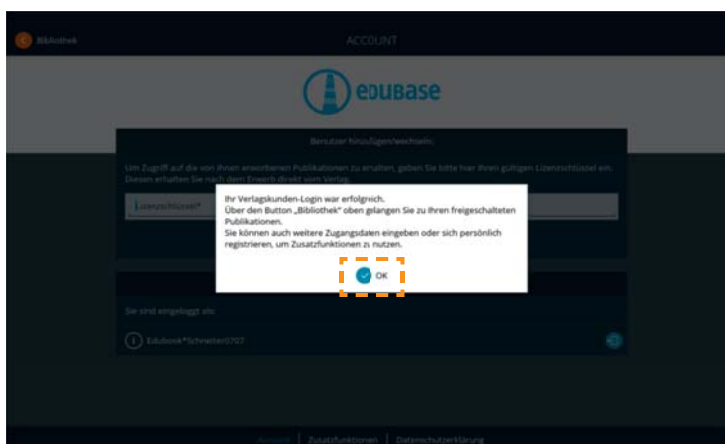 Bibliothek
ACCOUNT
eDUBase
Benutzer hinzufügen/wechseln:
Um Zugriff auf die von Ihnen erworbenen Publikationen zu erhalten, geben Sie bitte hier Ihren gültigen Lizenzschlüssel ein.
Diesen erhalten Sie nach dem Erwerb direkt vom Verlag.
Lizenzschlüssel*
Ihr Verlagskunden-Login war erfolgreich.
Über den Button „Bibliothek" oben gelangen Sie zu Ihren freigeschalteten
Publikationen.
Sie können auch weitere Zugangsdaten eingeben oder sich persönlich
registrieren, um Zusatzfunktionen zu nutzen.
OK
Sie sind eingeloggt als:
Edubook*Schneiter0707
Account | Zusatzfunktionen | Datenschutzerklärung